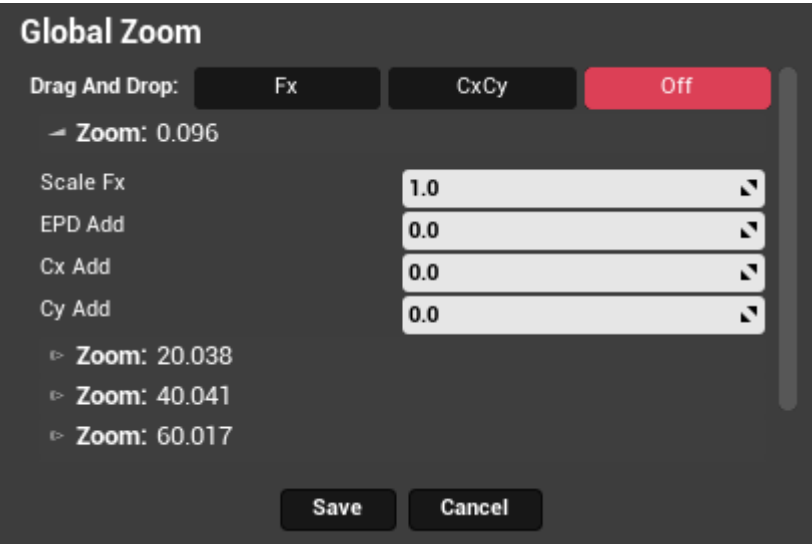 Global Zoom
Drag And Drop: Fx CxCy Off
Zoom: 0.096
Scale Fx 1.0
EPD Add 0.0
Cx Add 0.0
Cy Add 0.0
Zoom: 20.038
Zoom: 40.041
Zoom: 60.017
Save Cancel